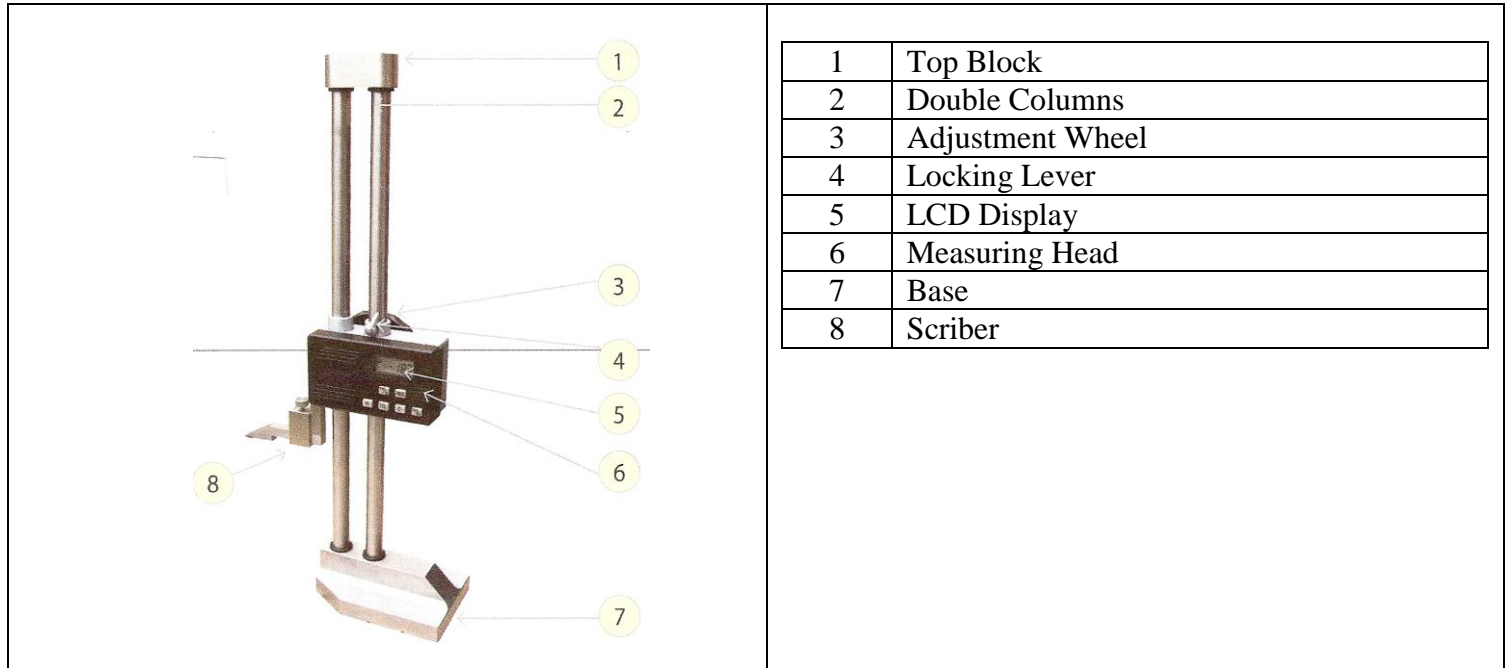 1
2
3
4
5
6
8
7
1 Top Block
2 Double Columns
3 Adjustment Wheel
4 Locking Lever
5 LCD Display
6 Measuring Head
7 Base
8 Scriber